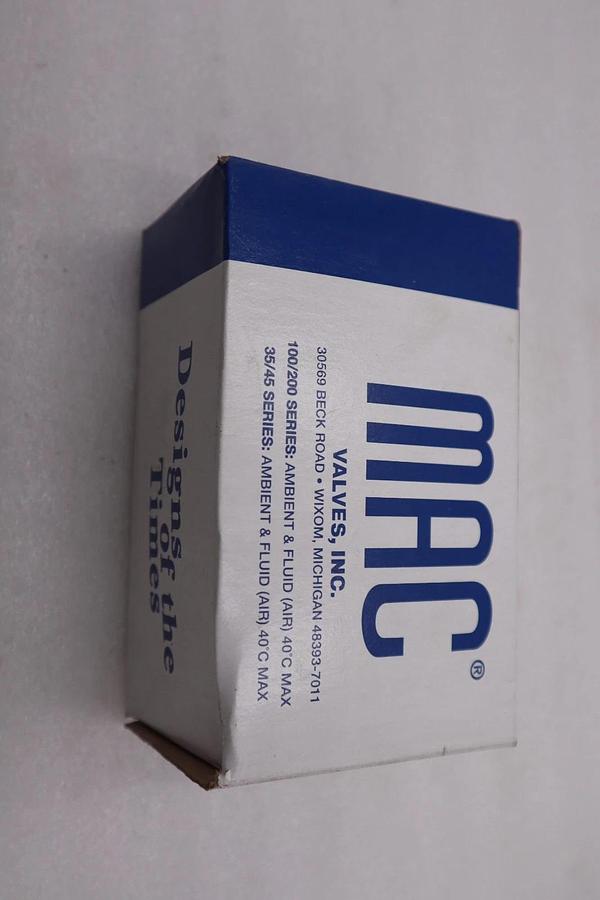 MAC®
VALVES, INC.
30569 BECK ROAD • WIXOM, MICHIGAN 48393-7011
100/200 SERIES: AMBIENT & FLUID (AIR) 40°C MAX
35/45 SERIES: AMBIENT & FLUID (AIR) 40°C MAX
Designs of the
Times